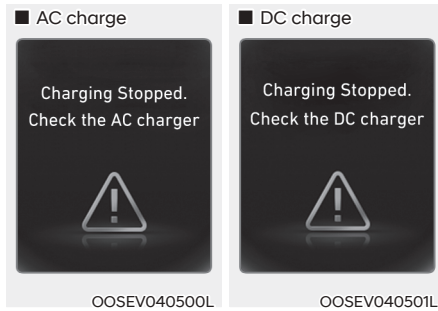 ■ AC charge
Charging Stopped.
Check the AC charger
OOSEV040500L
■ DC charge
Charging Stopped.
Check the DC charger
OOSEV040501L